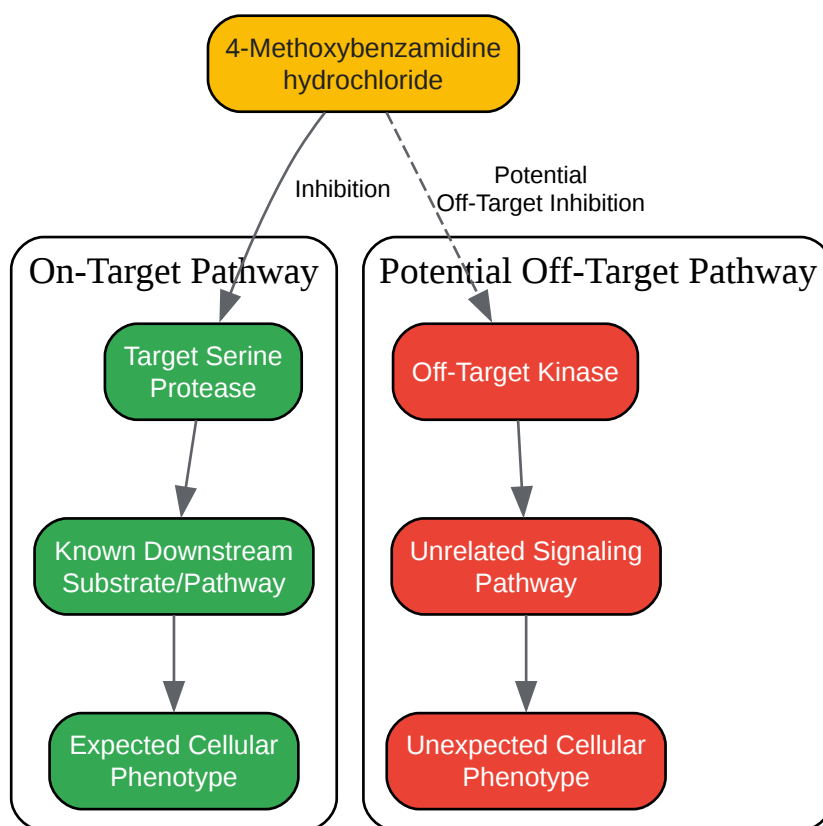 4-Methoxybenzamidine
hydrochloride
Inhibition
Potential
Off-Target Inhibition
On-Target Pathway
Target Serine
Protease
Known Downstream
Substrate/Pathway
Expected Cellular
Phenotype
Potential Off-Target Pathway
Off-Target Kinase
Unrelated Signaling
Pathway
Unexpected Cellular
Phenotype